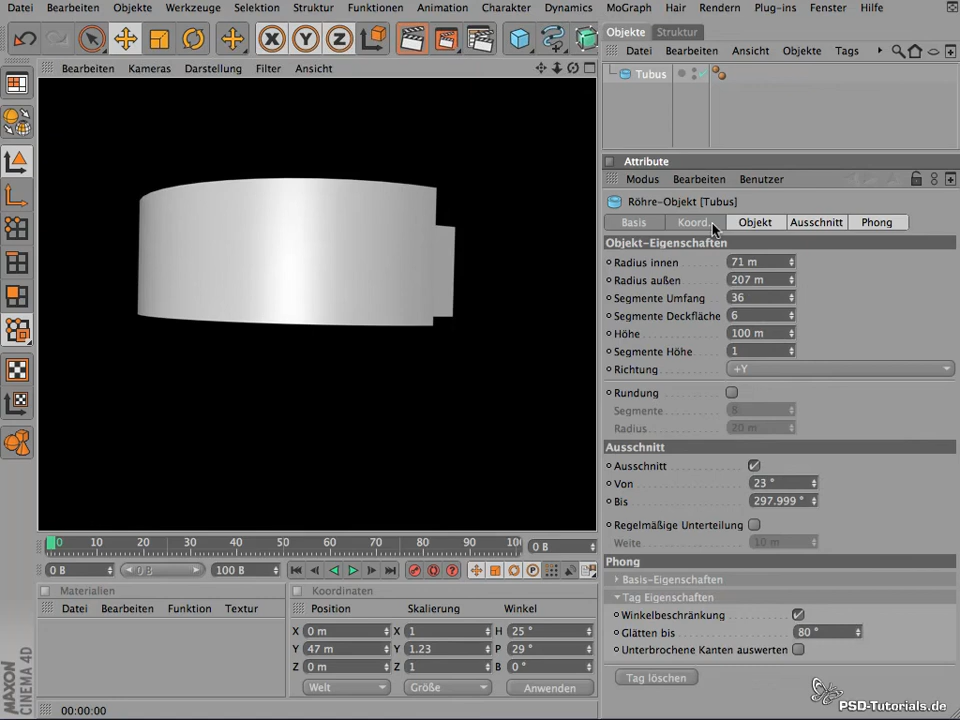 Datei Bearbeiten Objekte Werkzeuge Selektion Struktur Funktionen Animation Charakter Dynamics MoGraph Hair Rendern Plug-ins Fenster Hilfe
X Y Z
Objekte Struktur
Datei Bearbeiten Ansicht Objekte Tags
Bearbeiten Kameras Darstellung Filter Ansicht
Tubus
Attribute
Modus Bearbeiten Benutzer
Röhre-Objekt [Tubus]
Basis Koord. Objekt Ausschnitt Phong
Objekt-Eigenschaften
Radius innen 71 m
Radius außen 207 m
Segmente Umfang 36
Segmente Deckfläche 6
Höhe 100 m
Segmente Höhe 1
Richtung +Y
Rundung
Segmente 8
Radius 20 m
Ausschnitt
Ausschnitt
Von 23 °
Bis 297.999 °
Regelmäßige Unterteilung
Weite 10 m
Phong
Basis-Eigenschaften
Tag Eigenschaften
Winkelbeschränkung
Glätten bis 80 °
Unterbrochene Kanten auswerten
Tag löschen
0 10 20 30 40 50 60 70 80 90 10 0 B
0 B 0 B 100 B P
Materialien
Datei Bearbeiten Funktion Textur
Koordinaten
Position Skalierung Winkel
X 0 m X 1 H 25 °
Y 47 m Y 1.23 P 29 °
Z 0 m Z 1 B 0 °
Welt Größe Anwenden
00:00:00
MAXON
CINEMA 4D
PSD-Tutorials.de